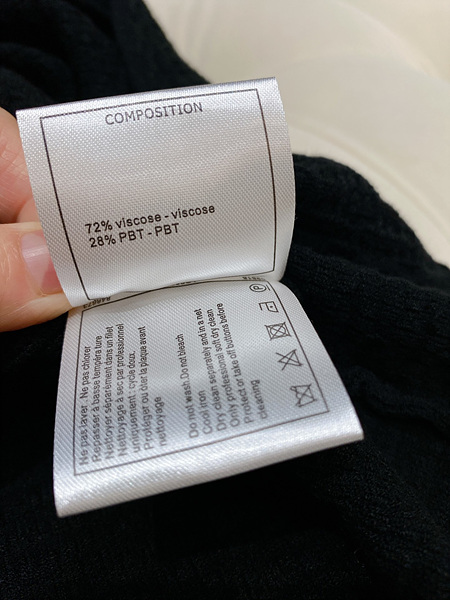 COMPOSITION
72% viscose - viscose
28% PBT - PBT
Ne pas laver : Ne pas chlorer
Repasser à basse tempéra ture
Nettoyer séparément dans un filet
Nettoyage à sec par professionnel
uniquement : cycle doux.
Protéger ou ôter la plaque avant
nettoyage
Do not wash.Do not bleach
Cool iron
Dry clean separately and in a net
Only professional soft dry clean
Protect or take off buttons before
cleaning
P